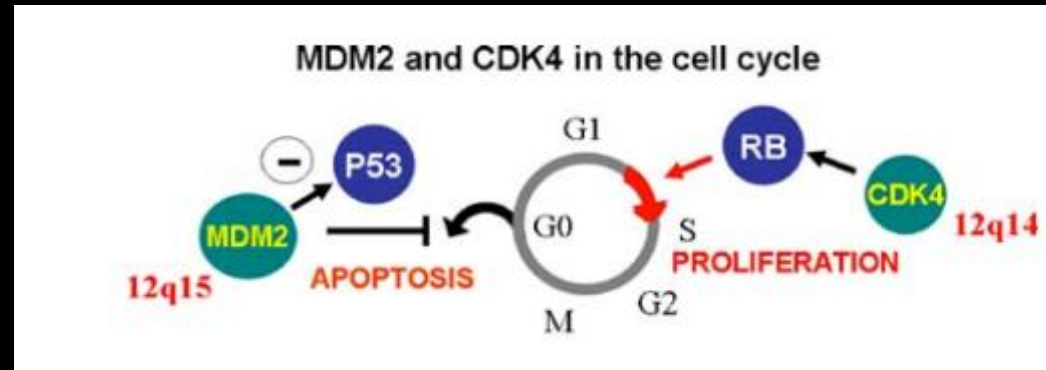 MDM2 and CDK4 in the cell cycle
G1
RB
−
P53
CDK4
MDM2
G0
S
12q14
PROLIFERATION
12q15
APOPTOSIS
G2
M